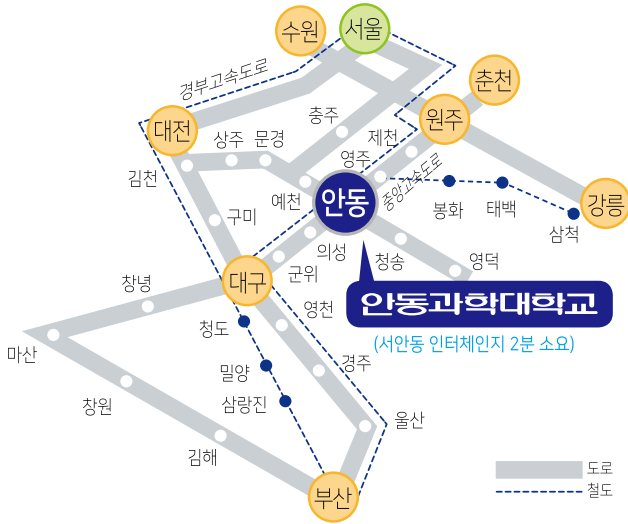 수원
서울
춘천
경부고속도로
충주
대전
상주
문경
제천
원주
영주
김천
예천
안동
중앙고속도로
봉화
태백
강릉
구미
삼척
의성
청송
영덕
군위
대구
창녕
영천
안동과학대학교
(서안동 인터체인지 2분 소요)
청도
마산
밀양
경주
창원
삼랑진
울산
김해
부산
도로
철도